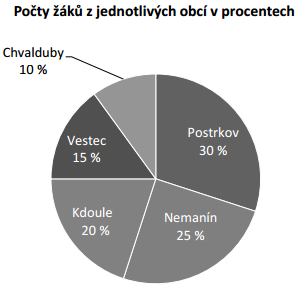 Počty žáků z jednotlivých obcí v procentech
Chvalduby
10 %
Postrkov
30 %
Vestec
15 %
Kdoule
20 %
Nemanín
25 %